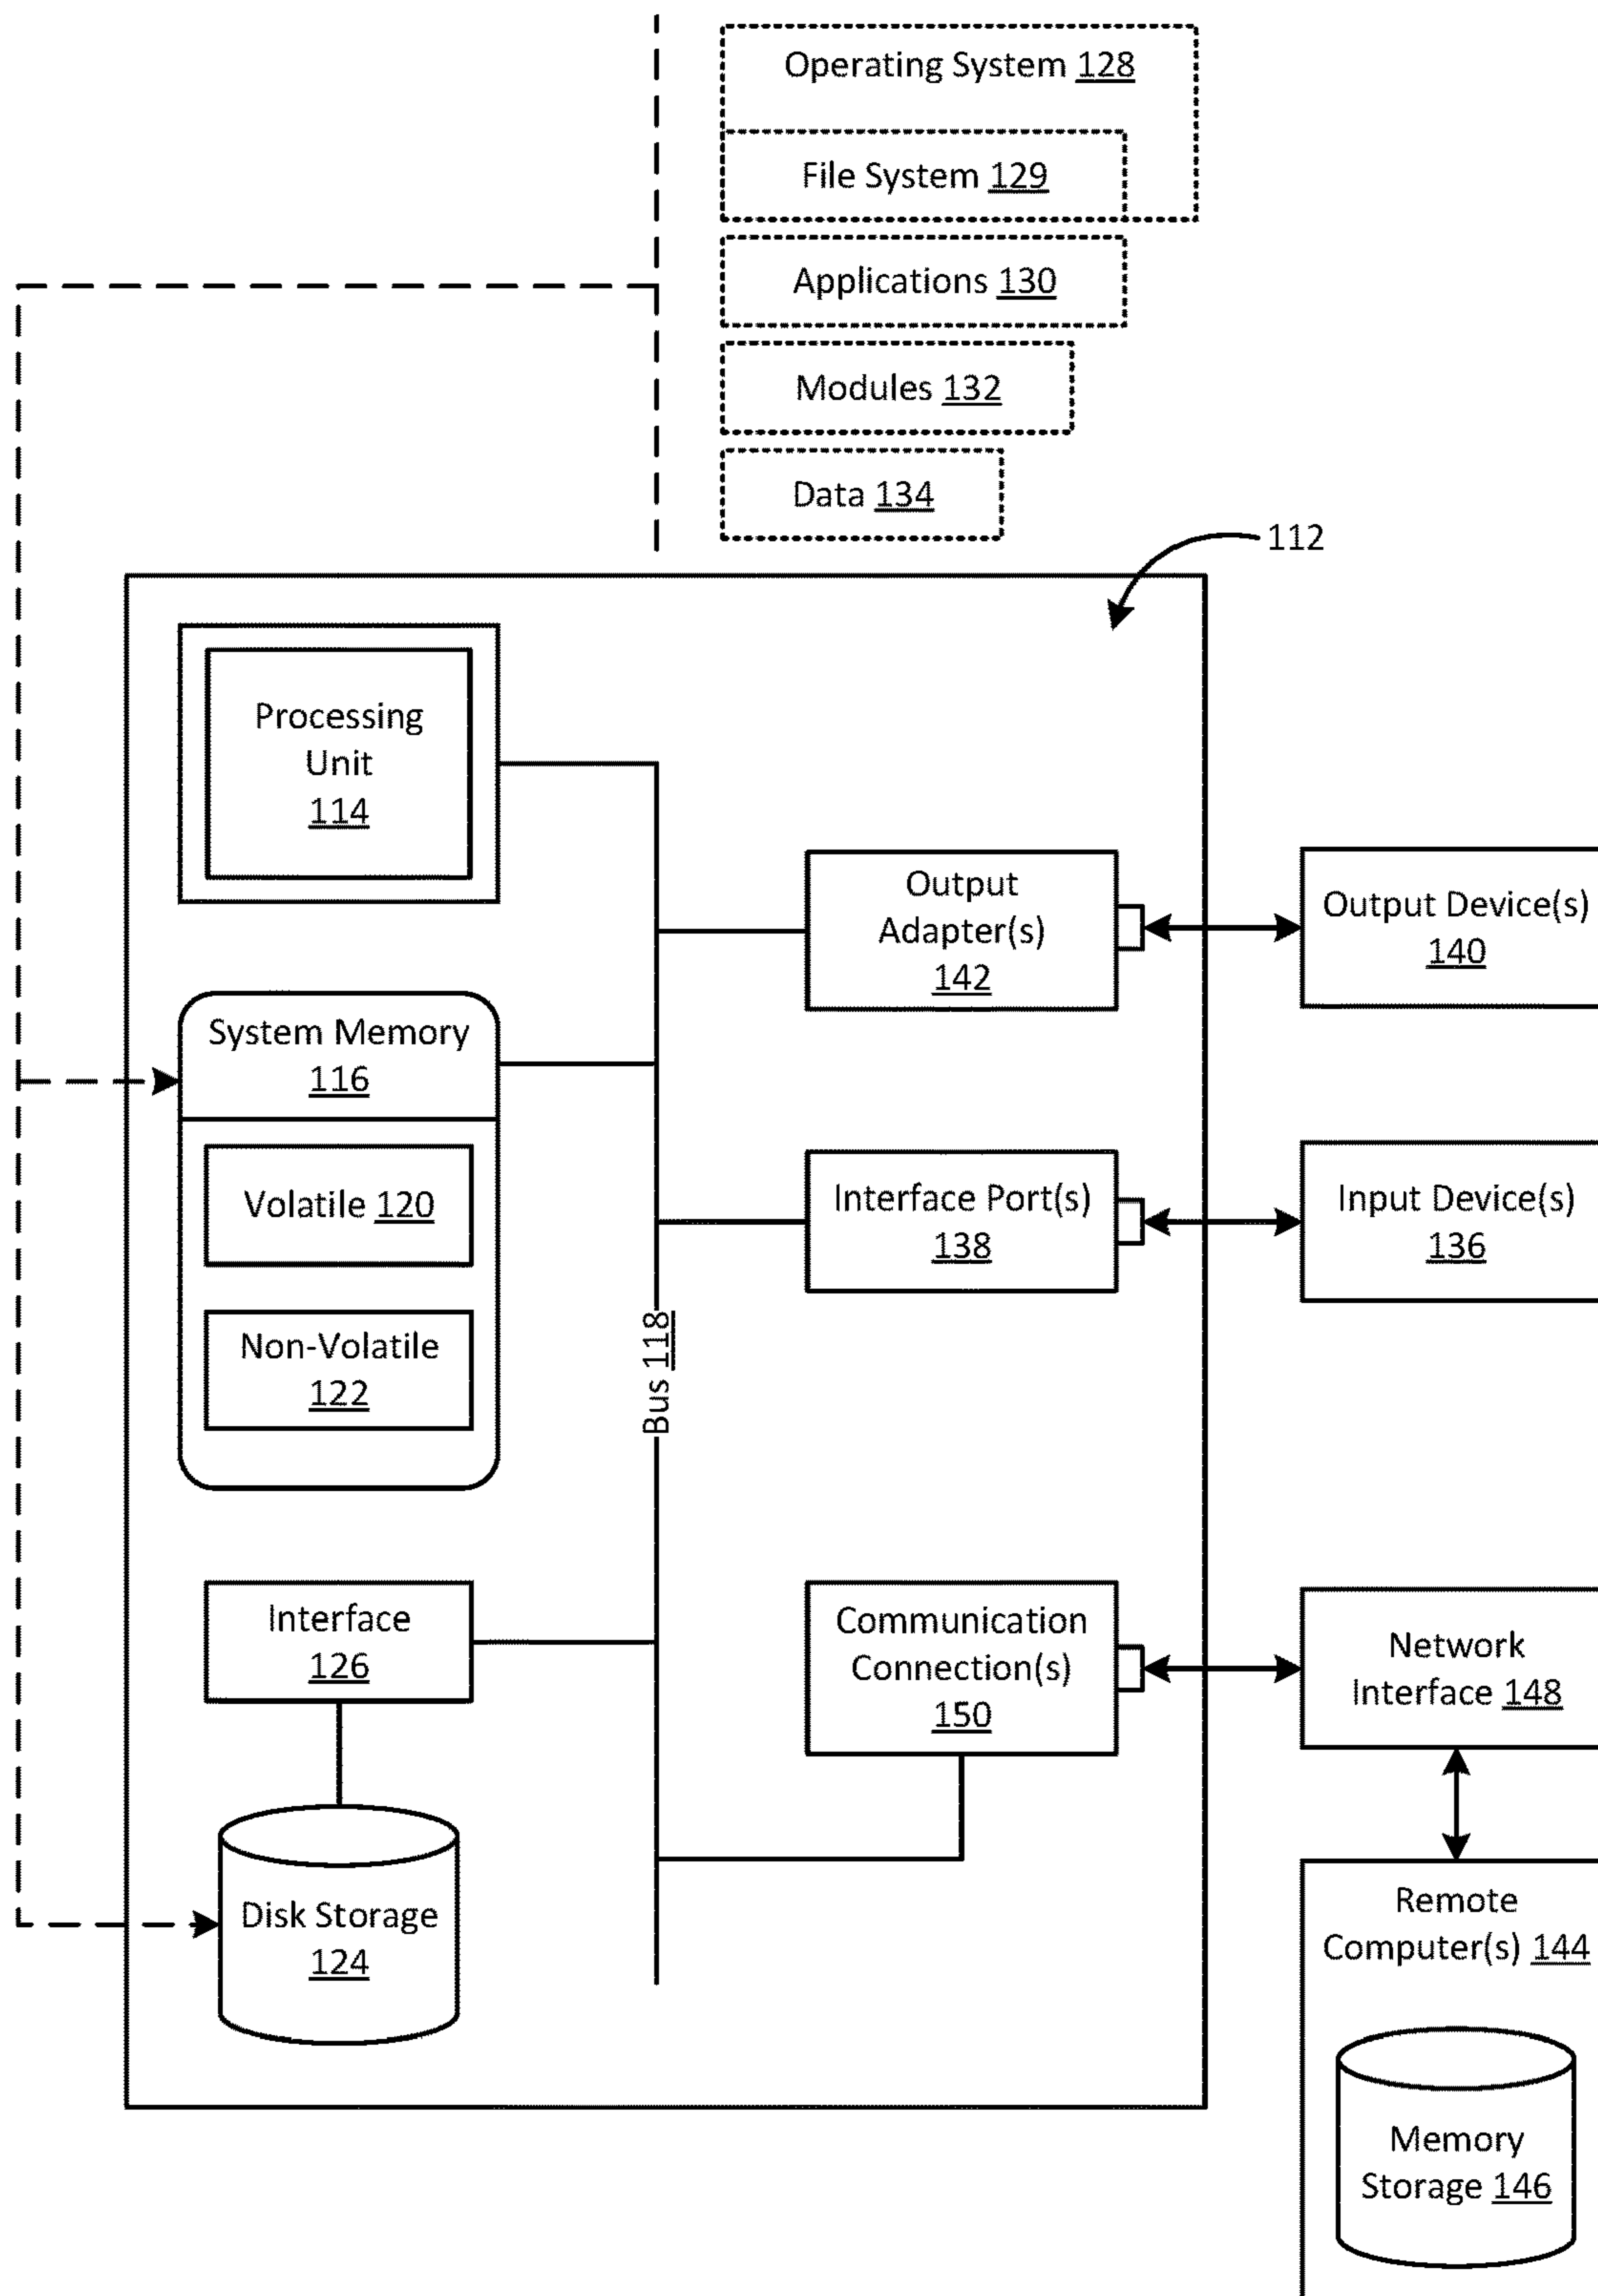 Operating System 128
File System 129
Applications 130
Modules 132
Data 134
112
Processing
Unit
114
Output
Adapter(s)
142
Output Device(s)
140
System Memory
116
Volatile 120
Non-Volatile
122
Interface Port(s)
138
Input Device(s)
136
Bus 118
Interface
126
Communication
Connection(s)
150
Network
Interface 148
Disk Storage
124
Remote
Computer(s) 144
Memory
Storage 146